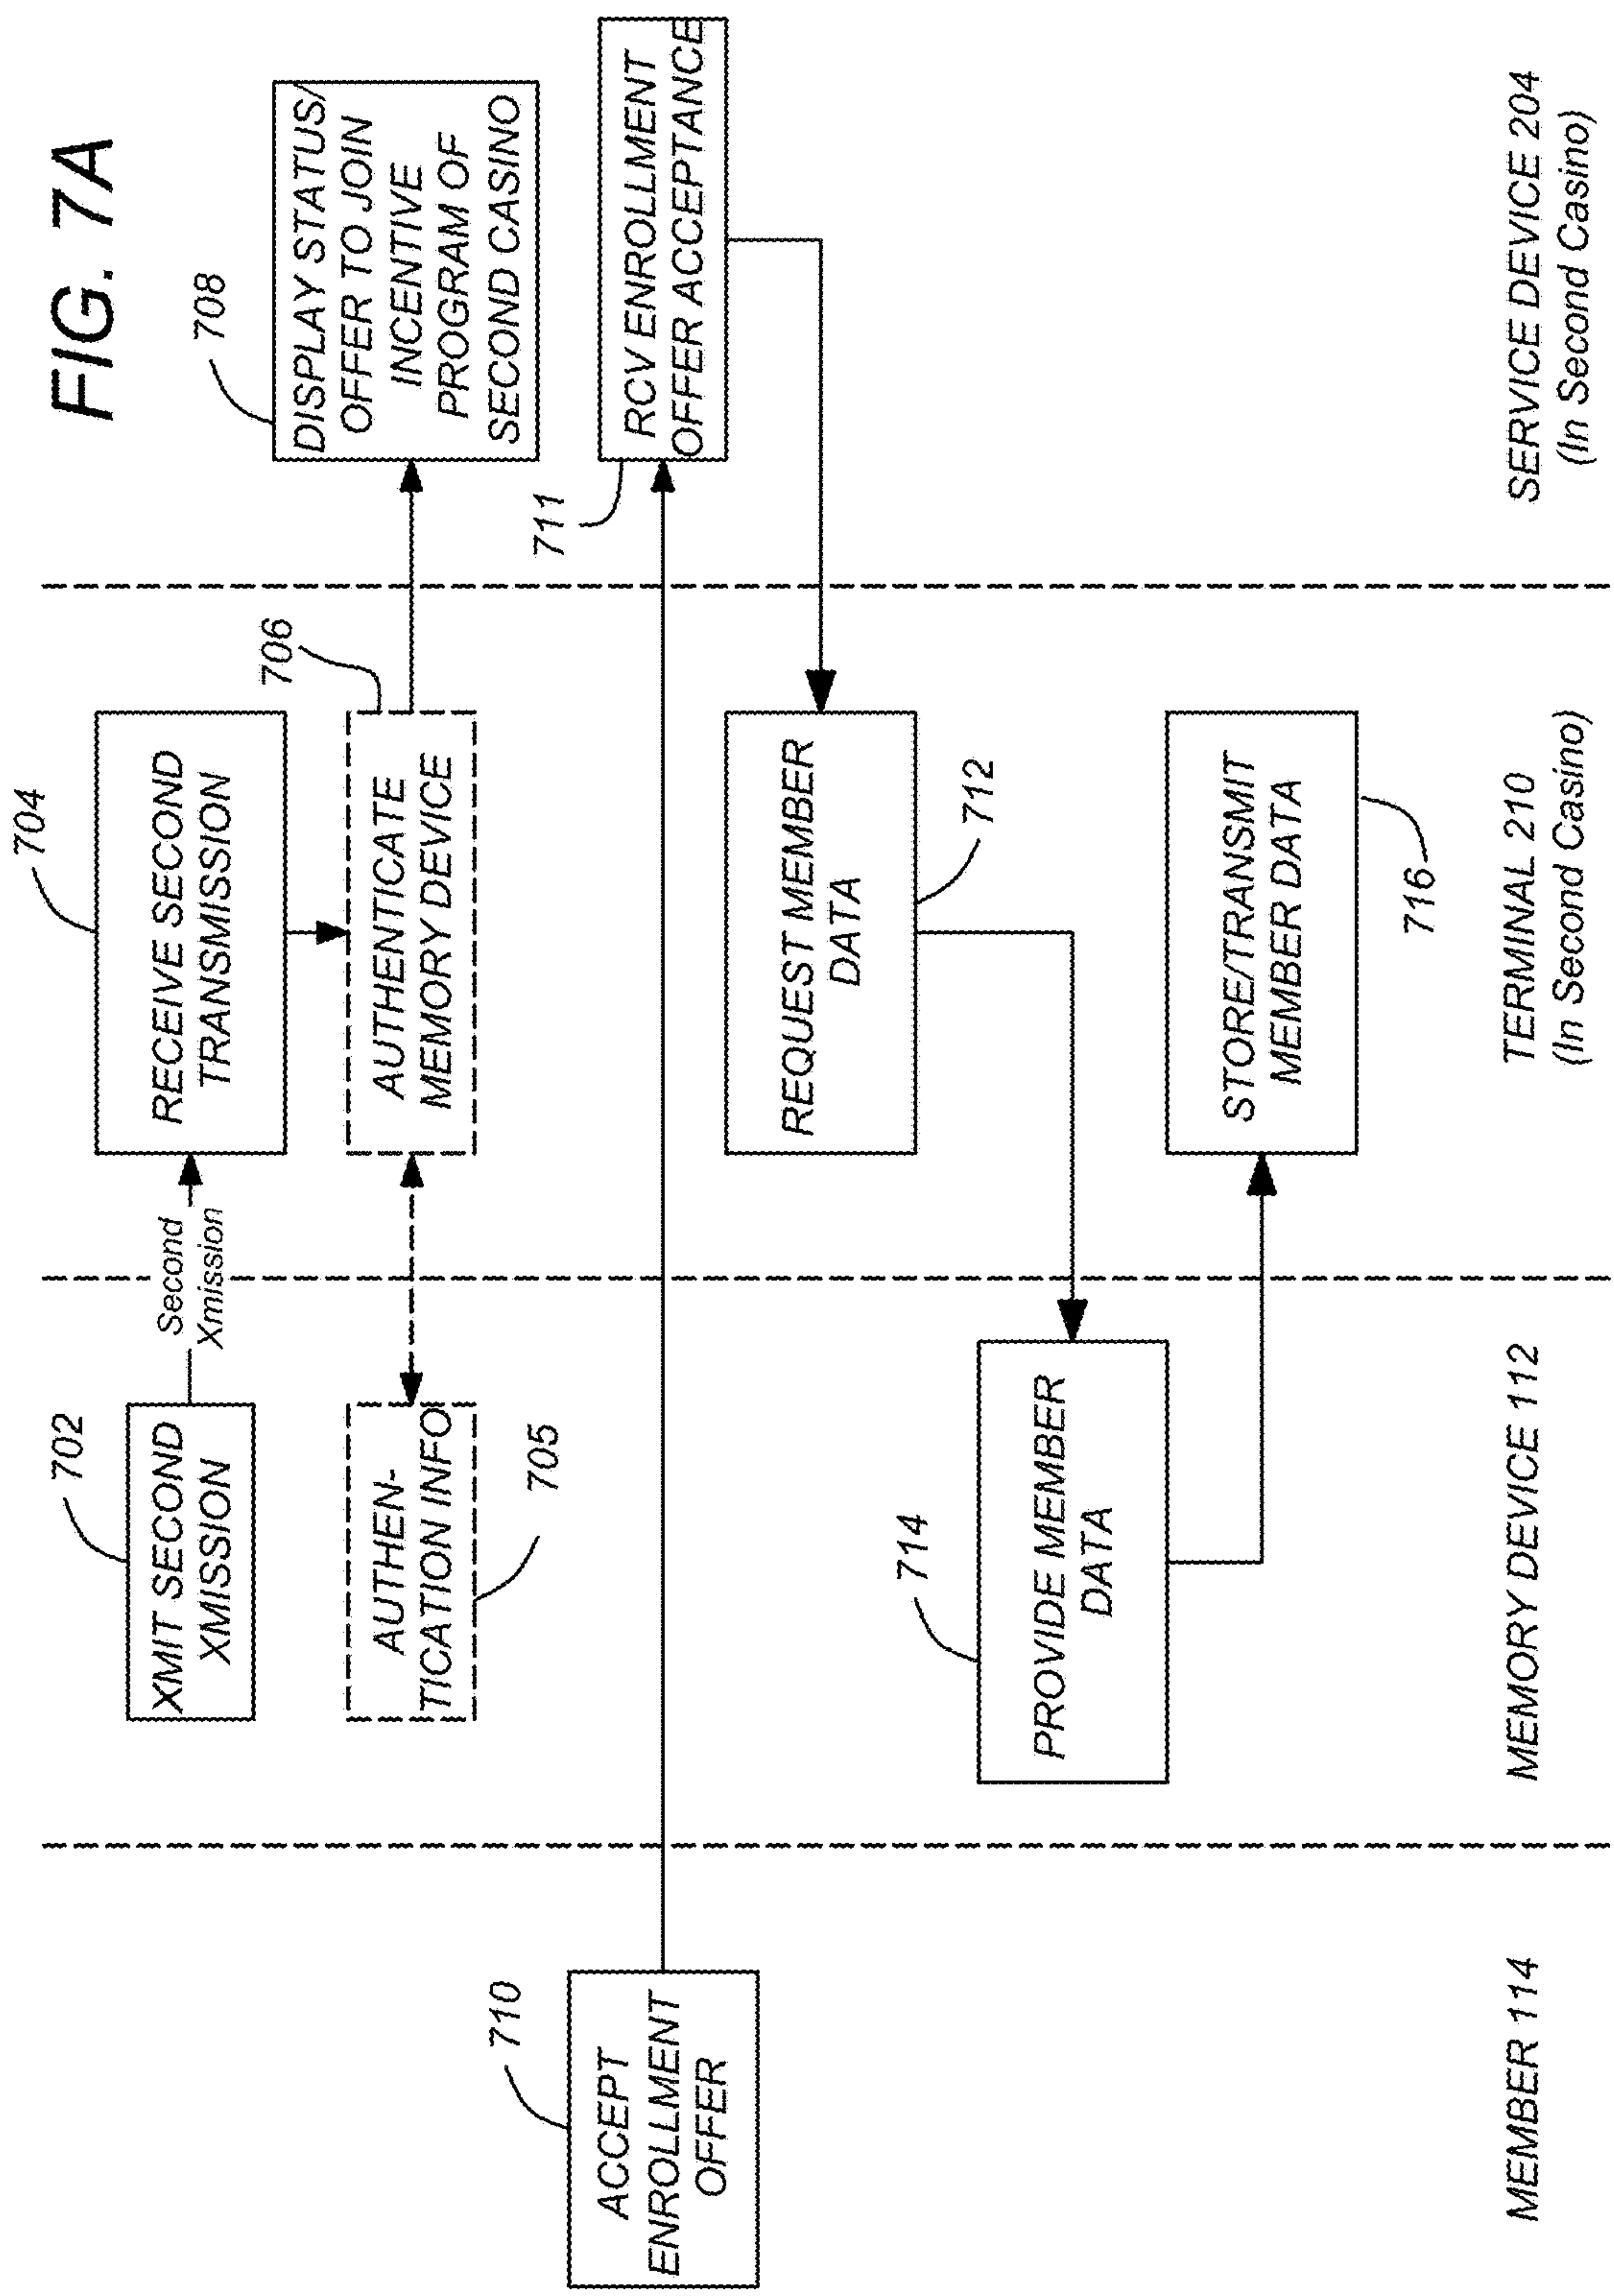 FIG. 7A
702
XMIT SECOND
XMISSION
Second
Xmission
704
RECEIVE SECOND
TRANSMISSION
705
AUTHEN-
TICATION INFO
706
AUTHENTICATE
MEMORY DEVICE
708
DISPLAY STATUS/
OFFER TO JOIN
INCENTIVE
PROGRAM OF
SECOND CASINO
710
ACCEPT
ENROLLMENT
OFFER
711
RCV ENROLLMENT
OFFER ACCEPTANCE
712
REQUEST MEMBER
DATA
714
PROVIDE MEMBER
DATA
716
STORE/TRANSMIT
MEMBER DATA
MEMBER 114
MEMORY DEVICE 112
TERMINAL 210
(In Second Casino)
SERVICE DEVICE 204
(In Second Casino)